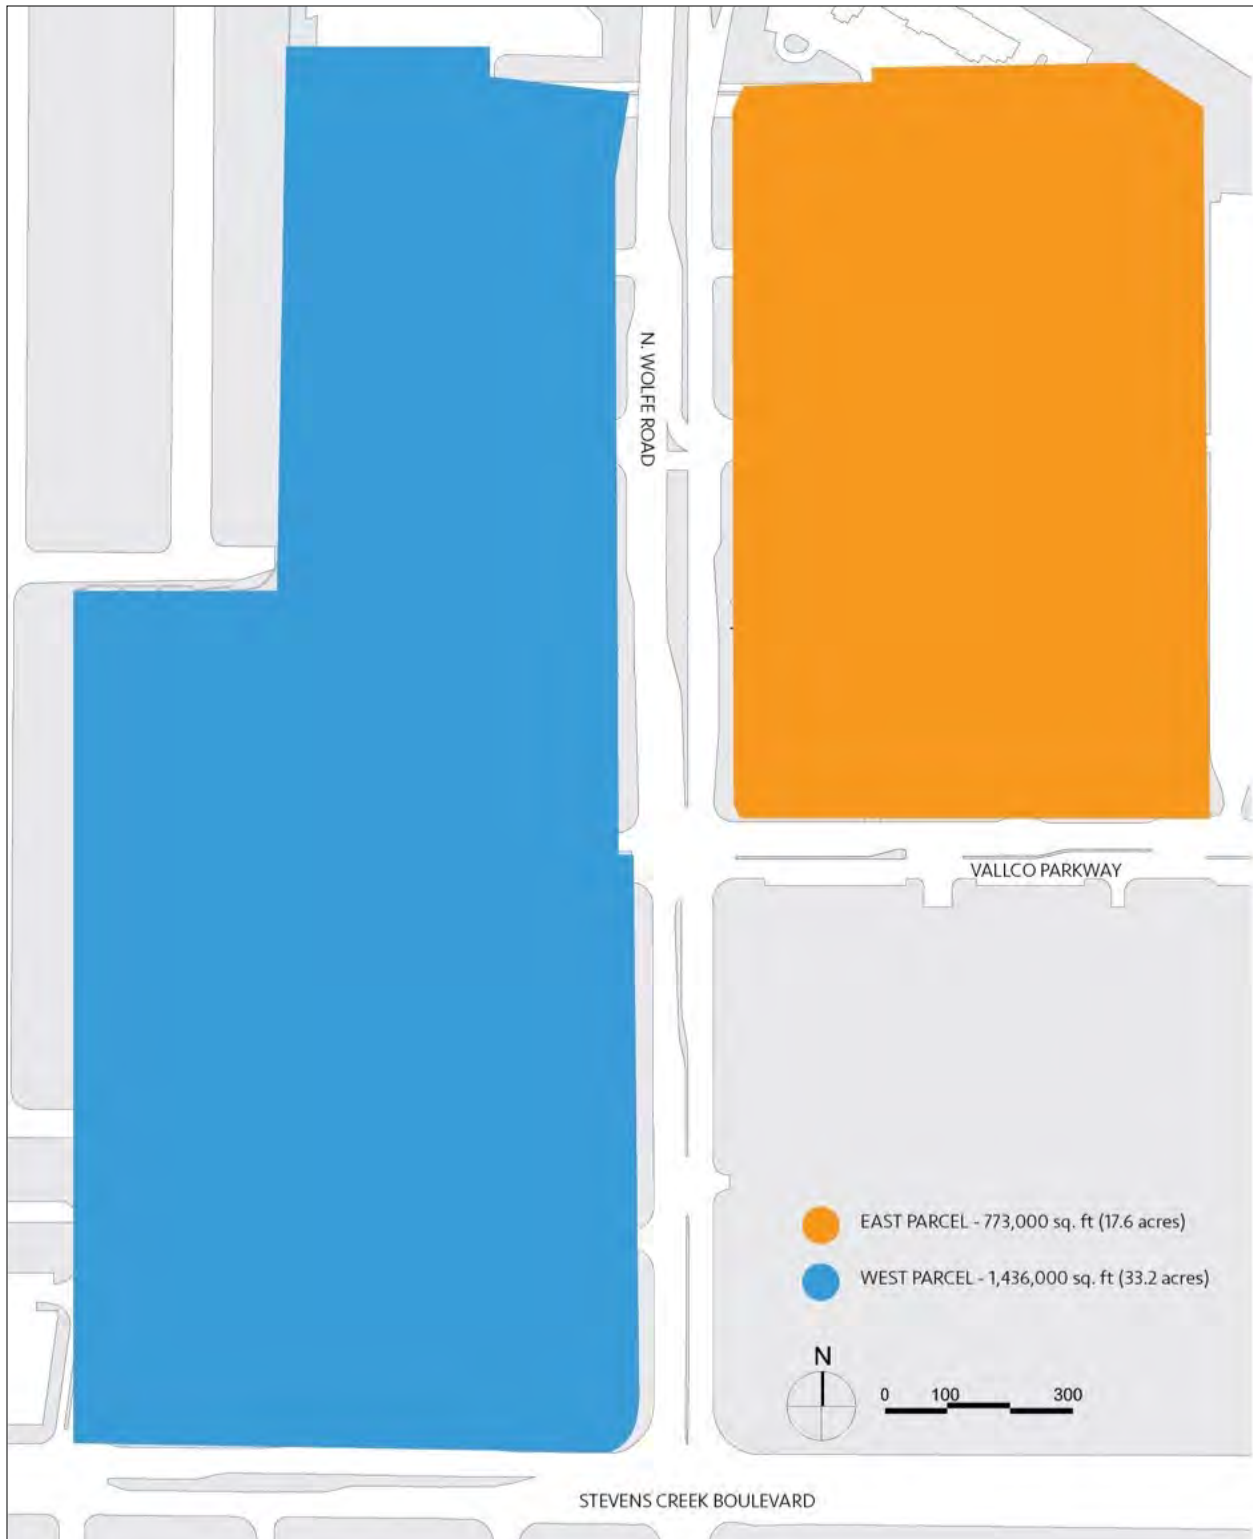 N. WOLFE ROAD
VALLCO PARKWAY
EAST PARCEL - 773,000 sq. ft (17.6 acres)
WEST PARCEL - 1,436,000 sq. ft (33.2 acres)
N
0 100 300
STEVENS CREEK BOULEVARD